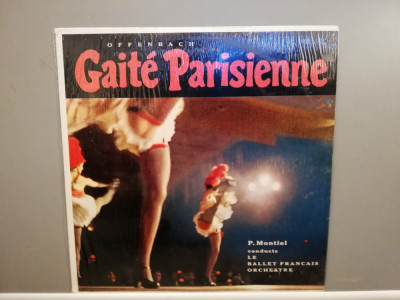 OFFENBACH
Gaité Parisienne
P. Montiel
conducts
LE
BALLET FRANCAIS
ORCHESTRE